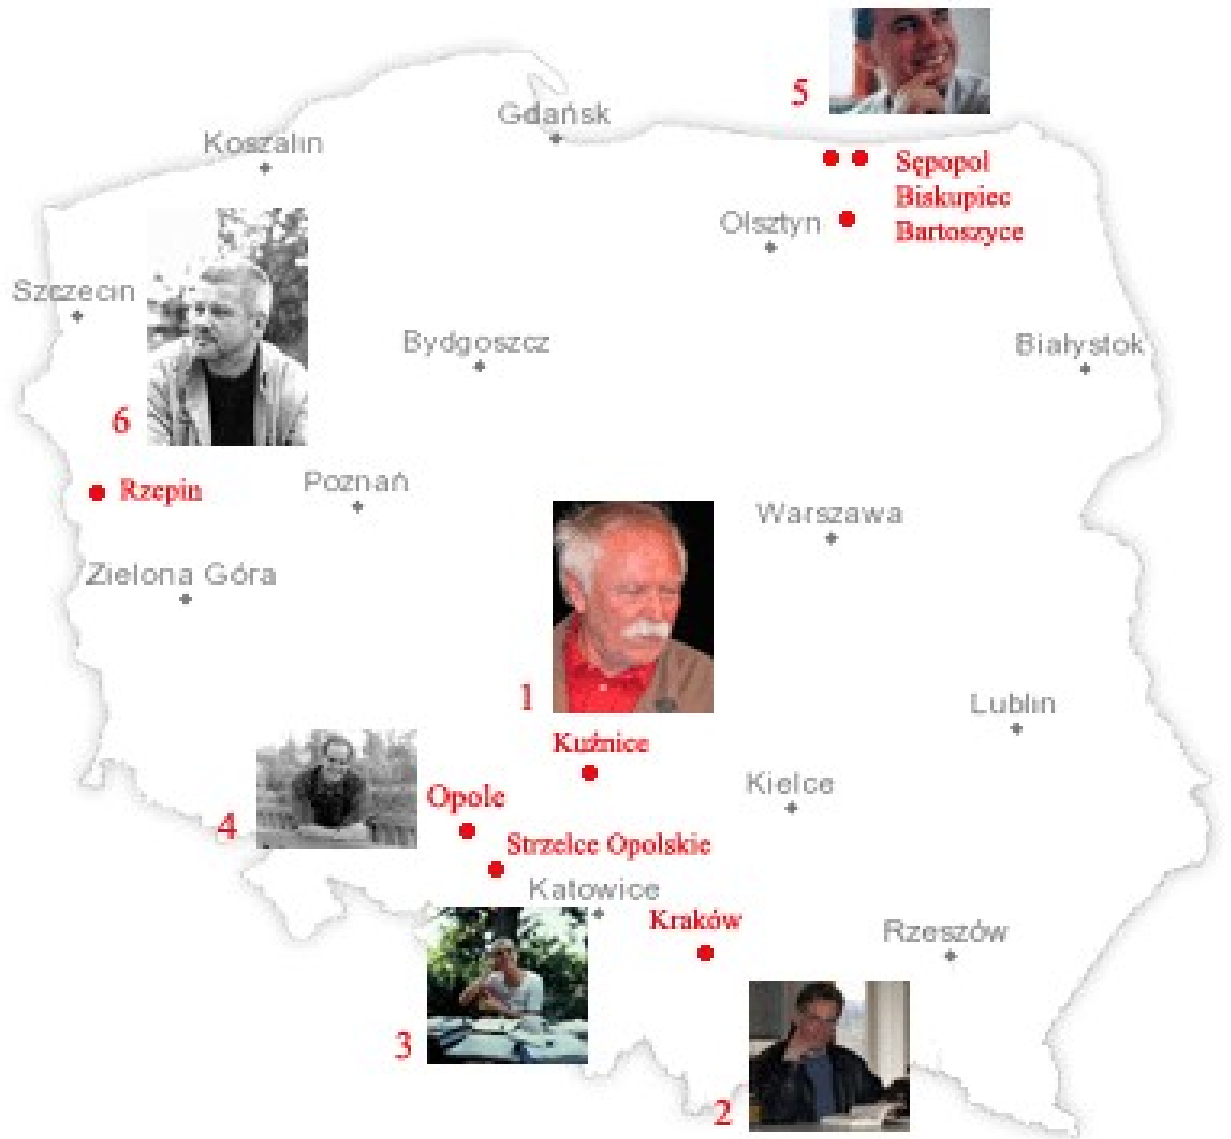 5
Gdańsk
Koszalin
Sępopol
Biskupiec
Olsztyn
Bartoszyce
Szczecin
Bydgoszcz
Białystok
6
Poznań
Rzepin
Warszawa
Zielona Góra
1
Lublin
Kuźnice
Kielce
Opole
4
Strzelce Opolskie
Katowice
Kraków
Rzeszów
3
2